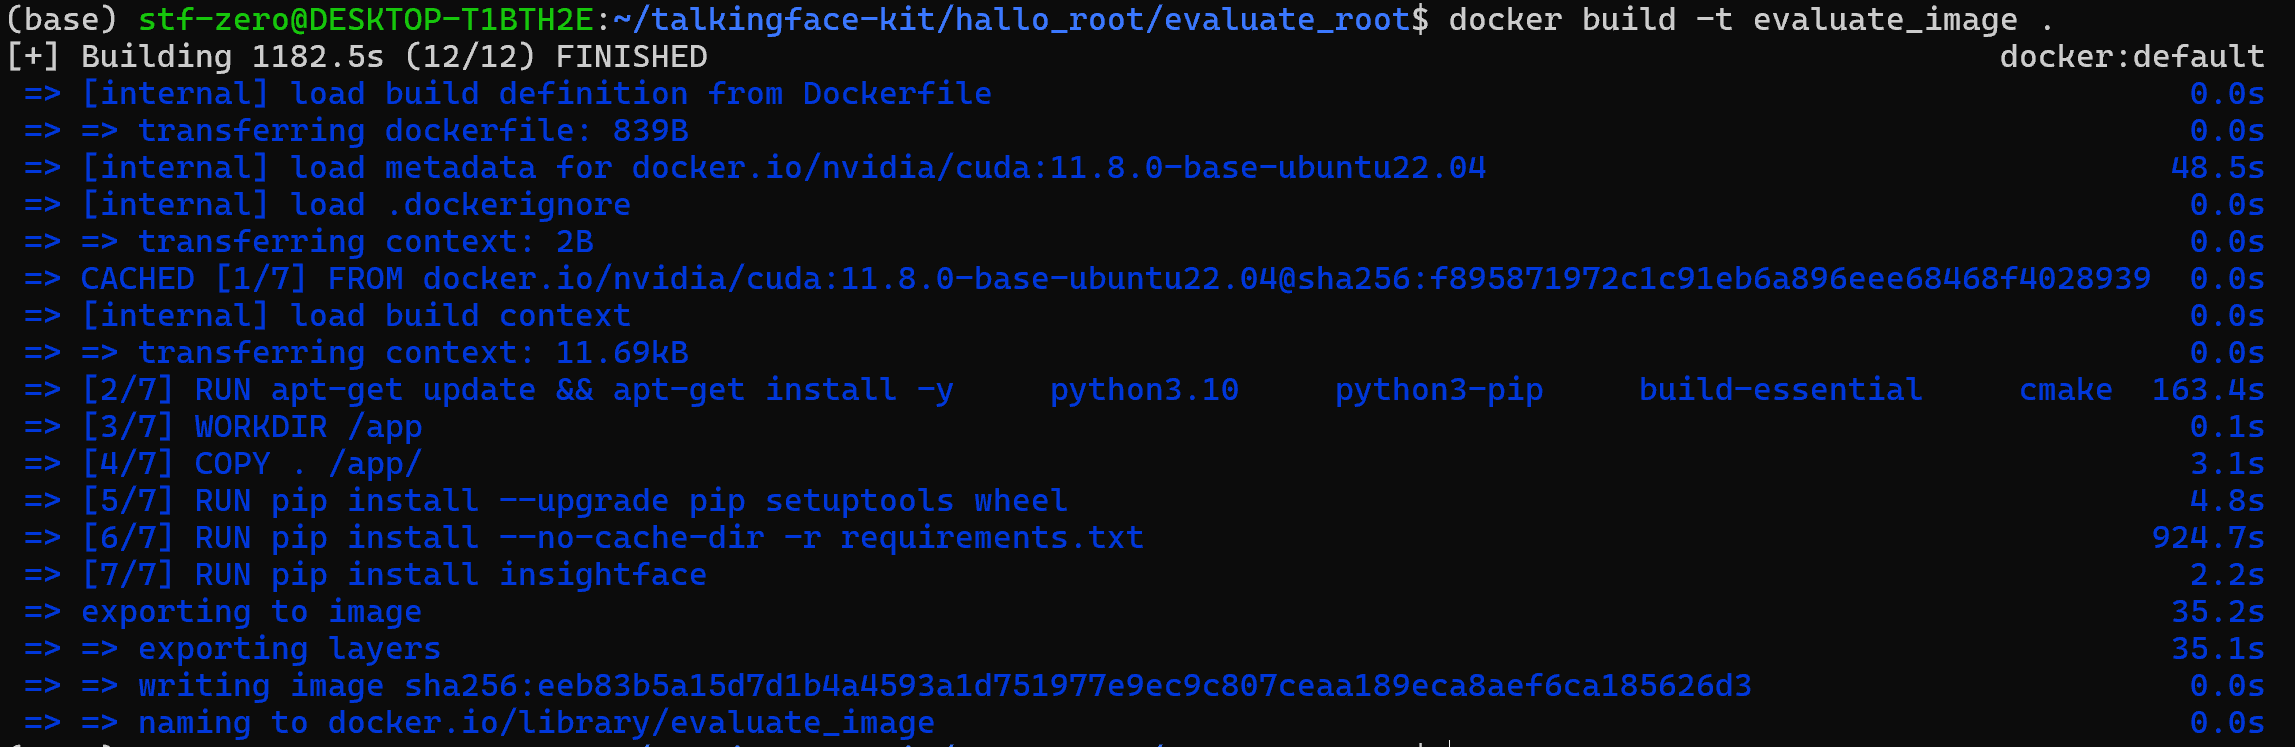 (base) stf-zero@DESKTOP-T1BTH2E:~/talkingface-kit/hallo_root/evaluate_root$ docker build -t evaluate_image .
[+] Building 1182.5s (12/12) FINISHED docker:default
=> [internal] load build definition from Dockerfile 0.0s
=> => transferring dockerfile: 839B 0.0s
=> [internal] load metadata for docker.io/nvidia/cuda:11.8.0-base-ubuntu22.04 48.5s
=> [internal] load .dockerignore 0.0s
=> => transferring context: 2B 0.0s
=> CACHED [1/7] FROM docker.io/nvidia/cuda:11.8.0-base-ubuntu22.04@sha256:f895871972c1c91eb6a896eee68468f4028939 0.0s
=> [internal] load build context 0.0s
=> => transferring context: 11.69kB 0.0s
=> [2/7] RUN apt-get update && apt-get install -y python3.10 python3-pip build-essential cmake 163.4s
=> [3/7] WORKDIR /app 0.1s
=> [4/7] COPY . /app/ 3.1s
=> [5/7] RUN pip install --upgrade pip setuptools wheel 4.8s
=> [6/7] RUN pip install --no-cache-dir -r requirements.txt 924.7s
=> [7/7] RUN pip install insightface 2.2s
=> exporting to image 35.2s
=> => exporting layers 35.1s
=> => writing image sha256:eeb83b5a15d7d1b4a4593a1d751977e9ec9c807ceaa189eca8aef6ca185626d3 0.0s
=> => naming to docker.io/library/evaluate_image 0.0s